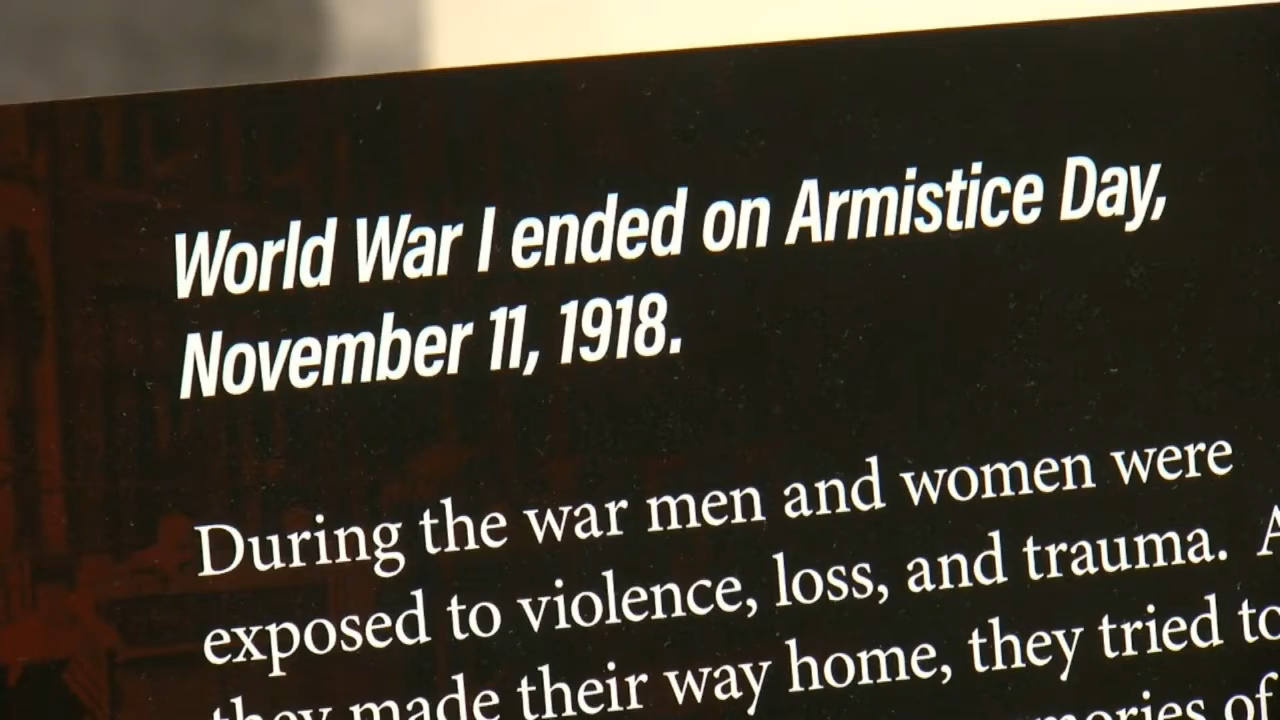 World War I ended on Armistice Day,
November 11, 1918.
During the war men and women were
exposed to violence, loss, and trauma. A
they made their way home, they tried to
of